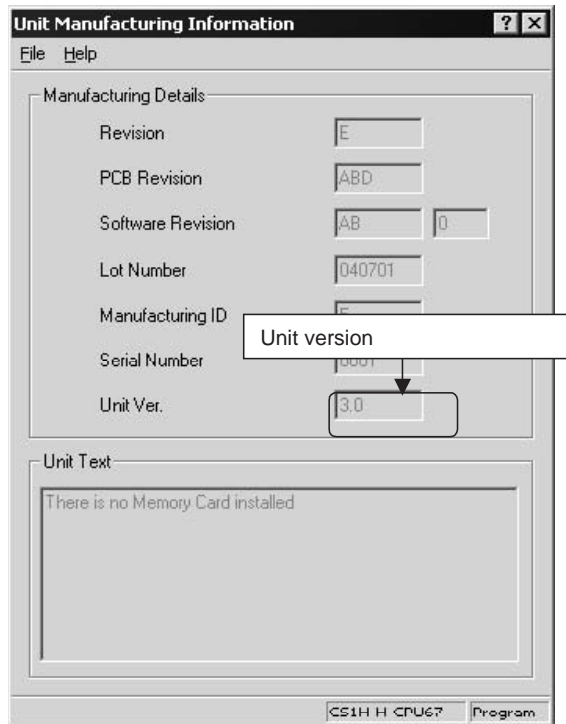 Unit Manufacturing Information
File Help
Manufacturing Details
Revision E
PCB Revision ABD
Software Revision AB 0
Lot Number 040701
Manufacturing ID
Unit version
Serial Number
Unit Ver. 3.0
Unit Text
There is no Memory Card installed
CS1H-H CPU67 Program